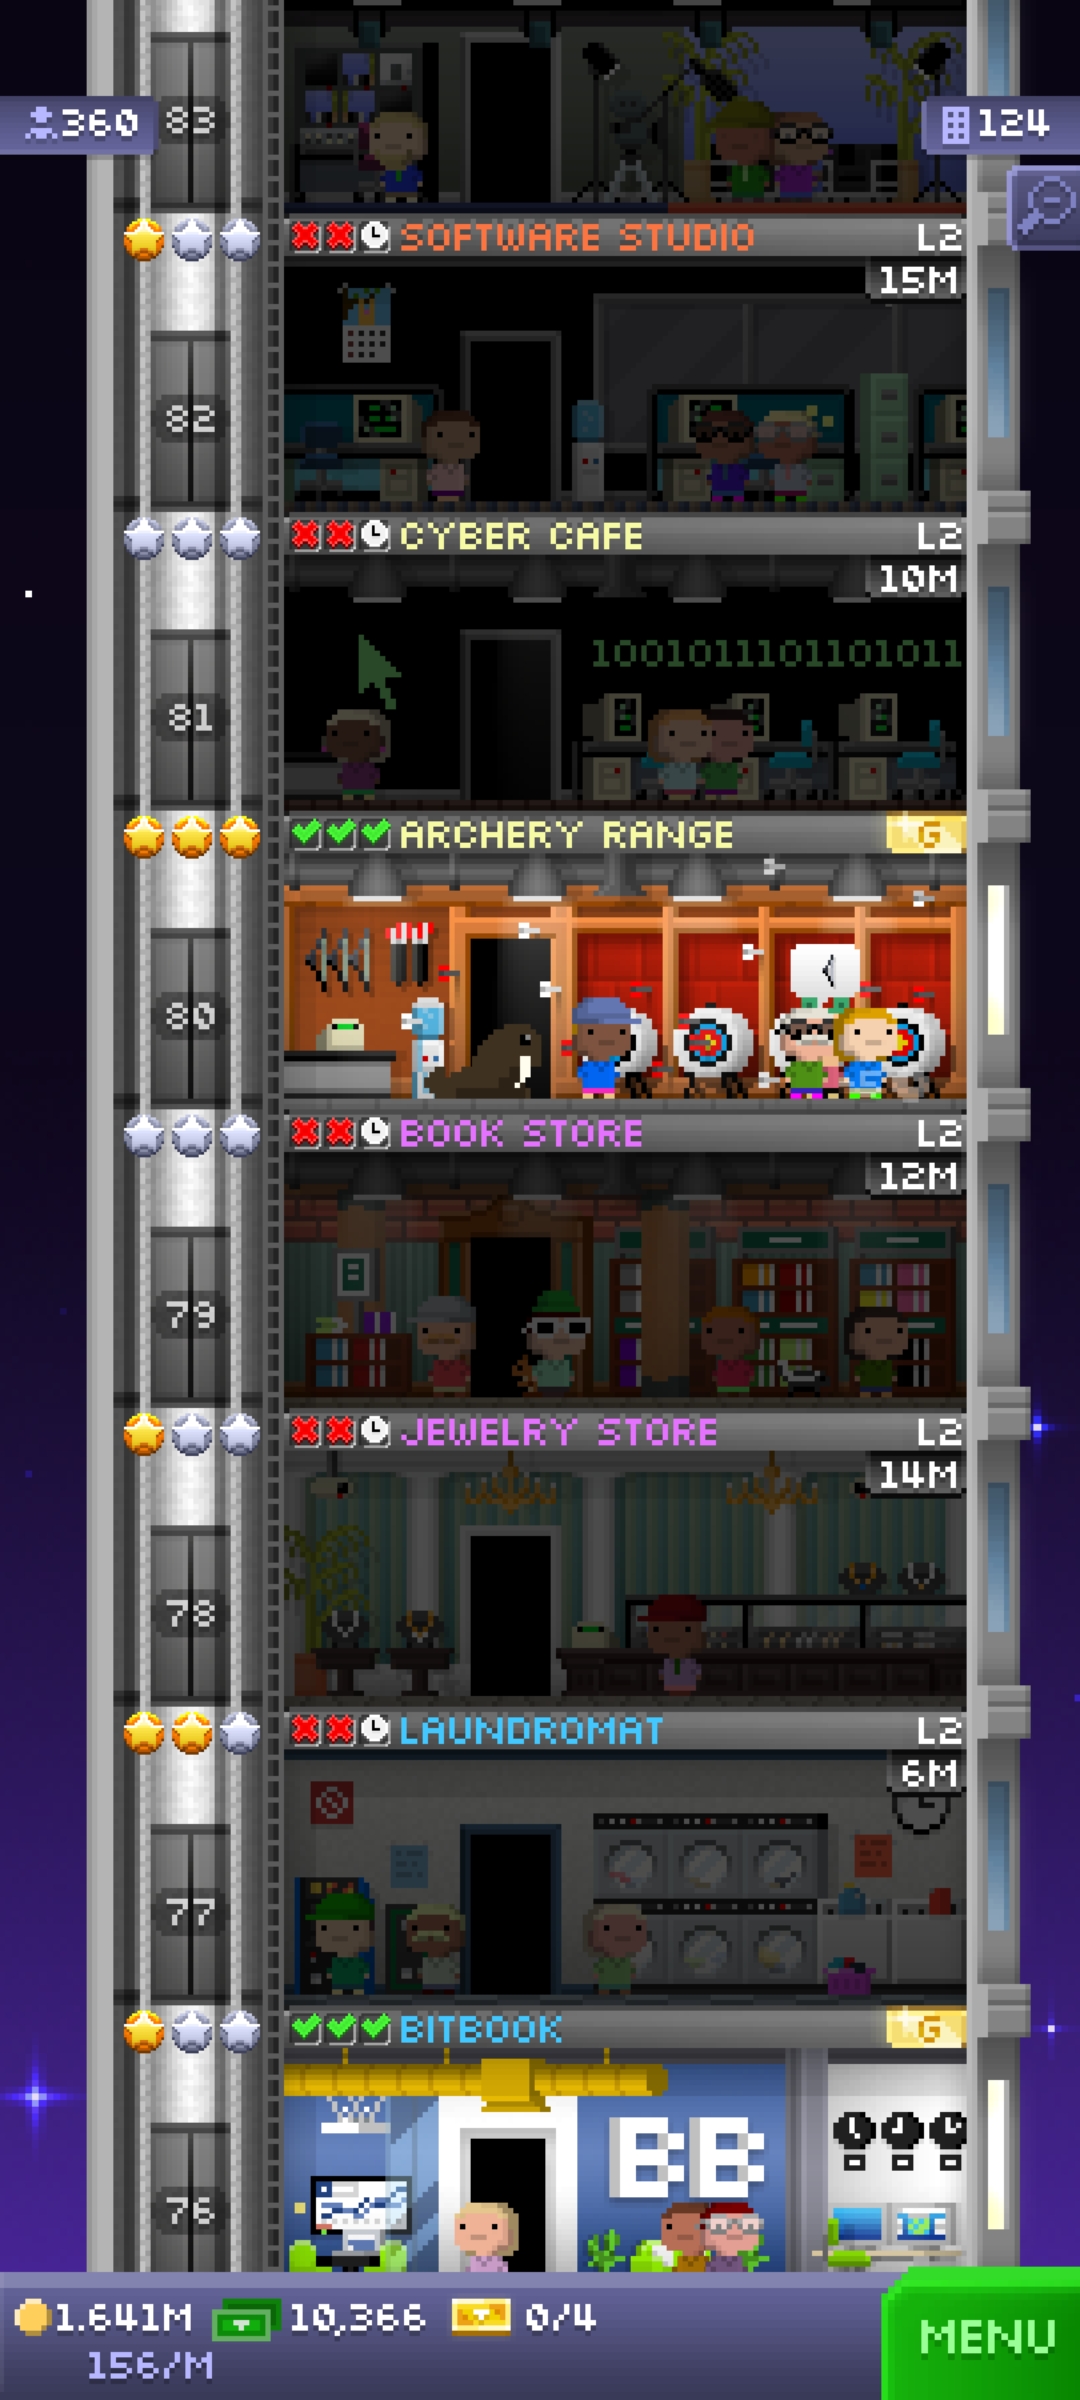 360
83
124
SOFTWARE STUDIO L2
15M
82
CYBER CAFE L2
10M
1001011101101011
81
ARCHERY RANGE G
80
BOOK STORE L2
12M
79
JEWELRY STORE L2
14M
78
LAUNDROMAT L2
6M
77
BITBOOK G
BB
76
1.641M 10,366 0/4
156/M
MENU